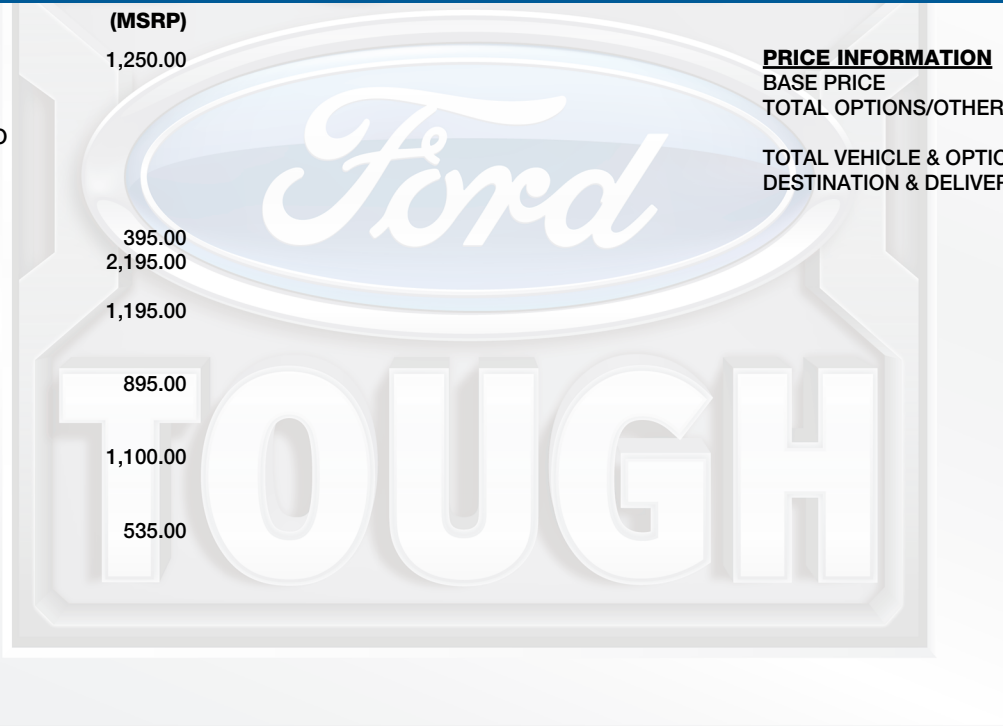 (MSRP)
1,250.00
395.00
2,195.00
1,195.00
895.00
1,100.00
535.00
PRICE INFORMATION
BASE PRICE
TOTAL OPTIONS/OTHER
TOTAL VEHICLE & OPTIO
DESTINATION & DELIVER
Ford
TOUGH